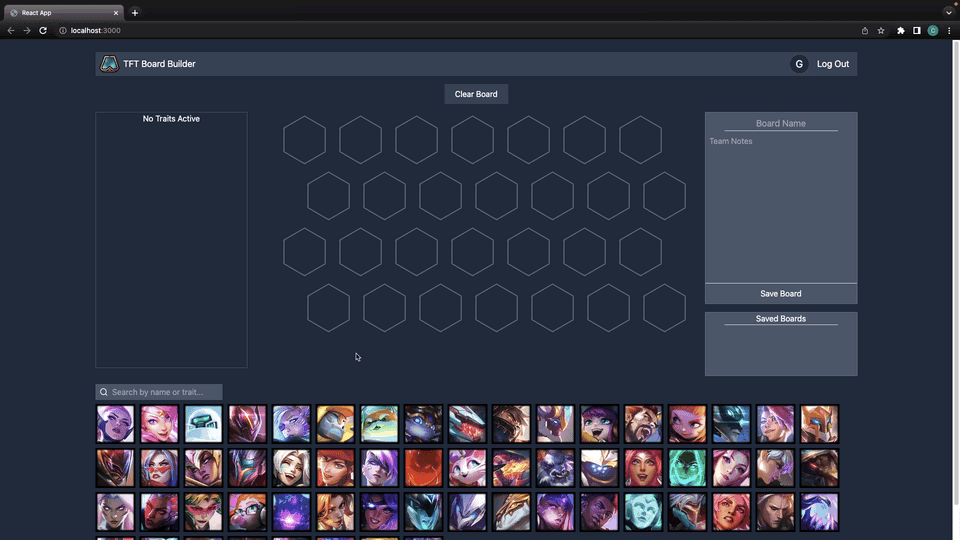 React App
localhost:3000
C
TFT Board Builder
G
Log Out
Clear Board
No Traits Active
Board Name
Team Notes
Save Board
Saved Boards
Search by name or trait...